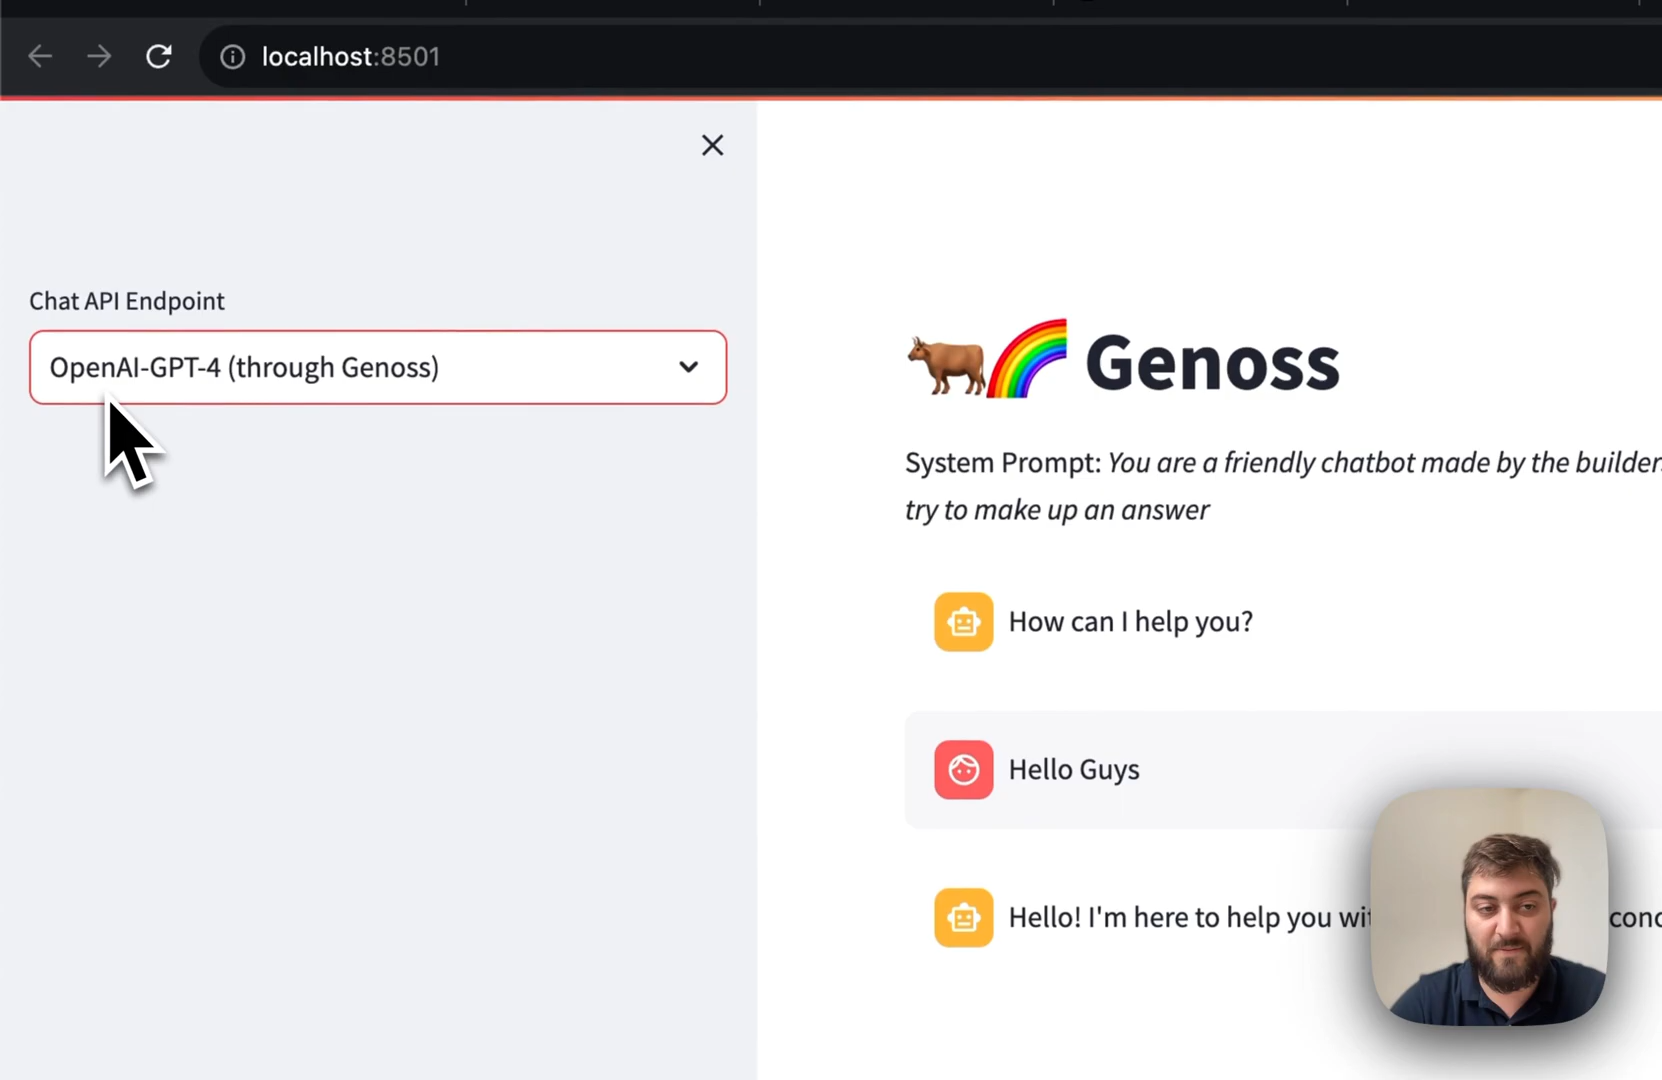 localhost:8501
Chat API Endpoint
OpenAI-GPT-4 (through Genoss)
Genoss
System Prompt: You are a friendly chatbot made by the builder
try to make up an answer
How can I help you?
Hello Guys
Hello! I'm here to help you